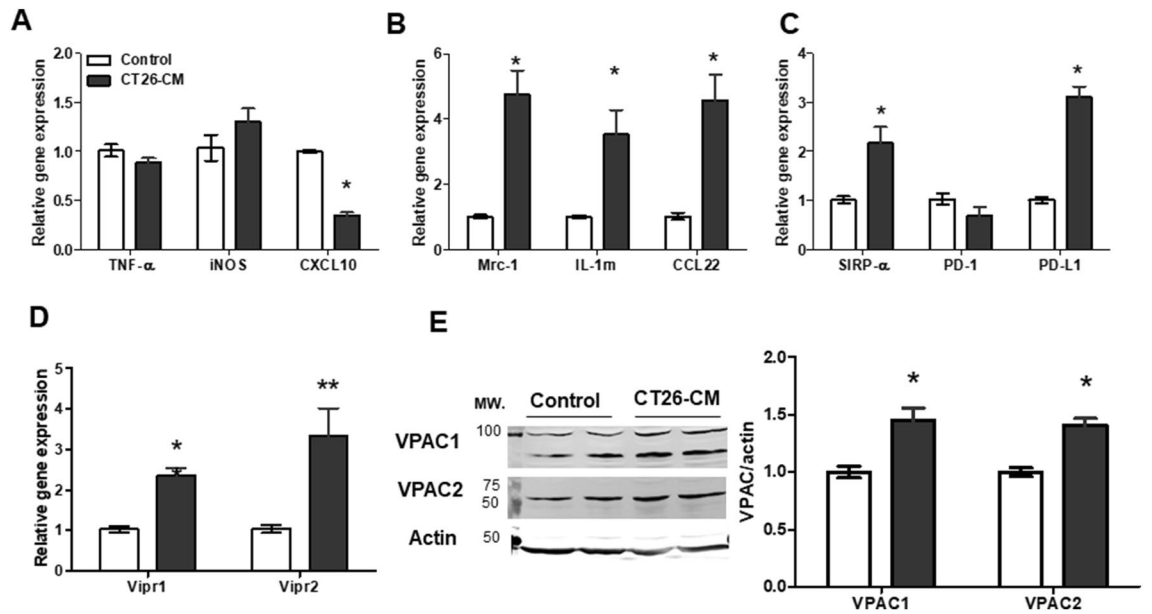 A
Relative gene expression
2.0
1.5
1.0
0.5
0.0
Control
CT26-CM
*
TNF-α iNOS CXCL10
B
Relative gene expression
6
4
2
0
* * *
Mrc-1 IL-1m CCL22
C
Relative gene expression
4
3
2
1
0
* *
SIRP-α PD-1 PD-L1
D
Relative gene expression
5
4
3
2
1
0
* **
Vipr1 Vipr2
E
MW. Control CT26-CM
VPAC1 100
VPAC2 75
50
Actin 50
VPAC/actin
2.0
1.5
1.0
0.5
0.0
* *
VPAC1 VPAC2